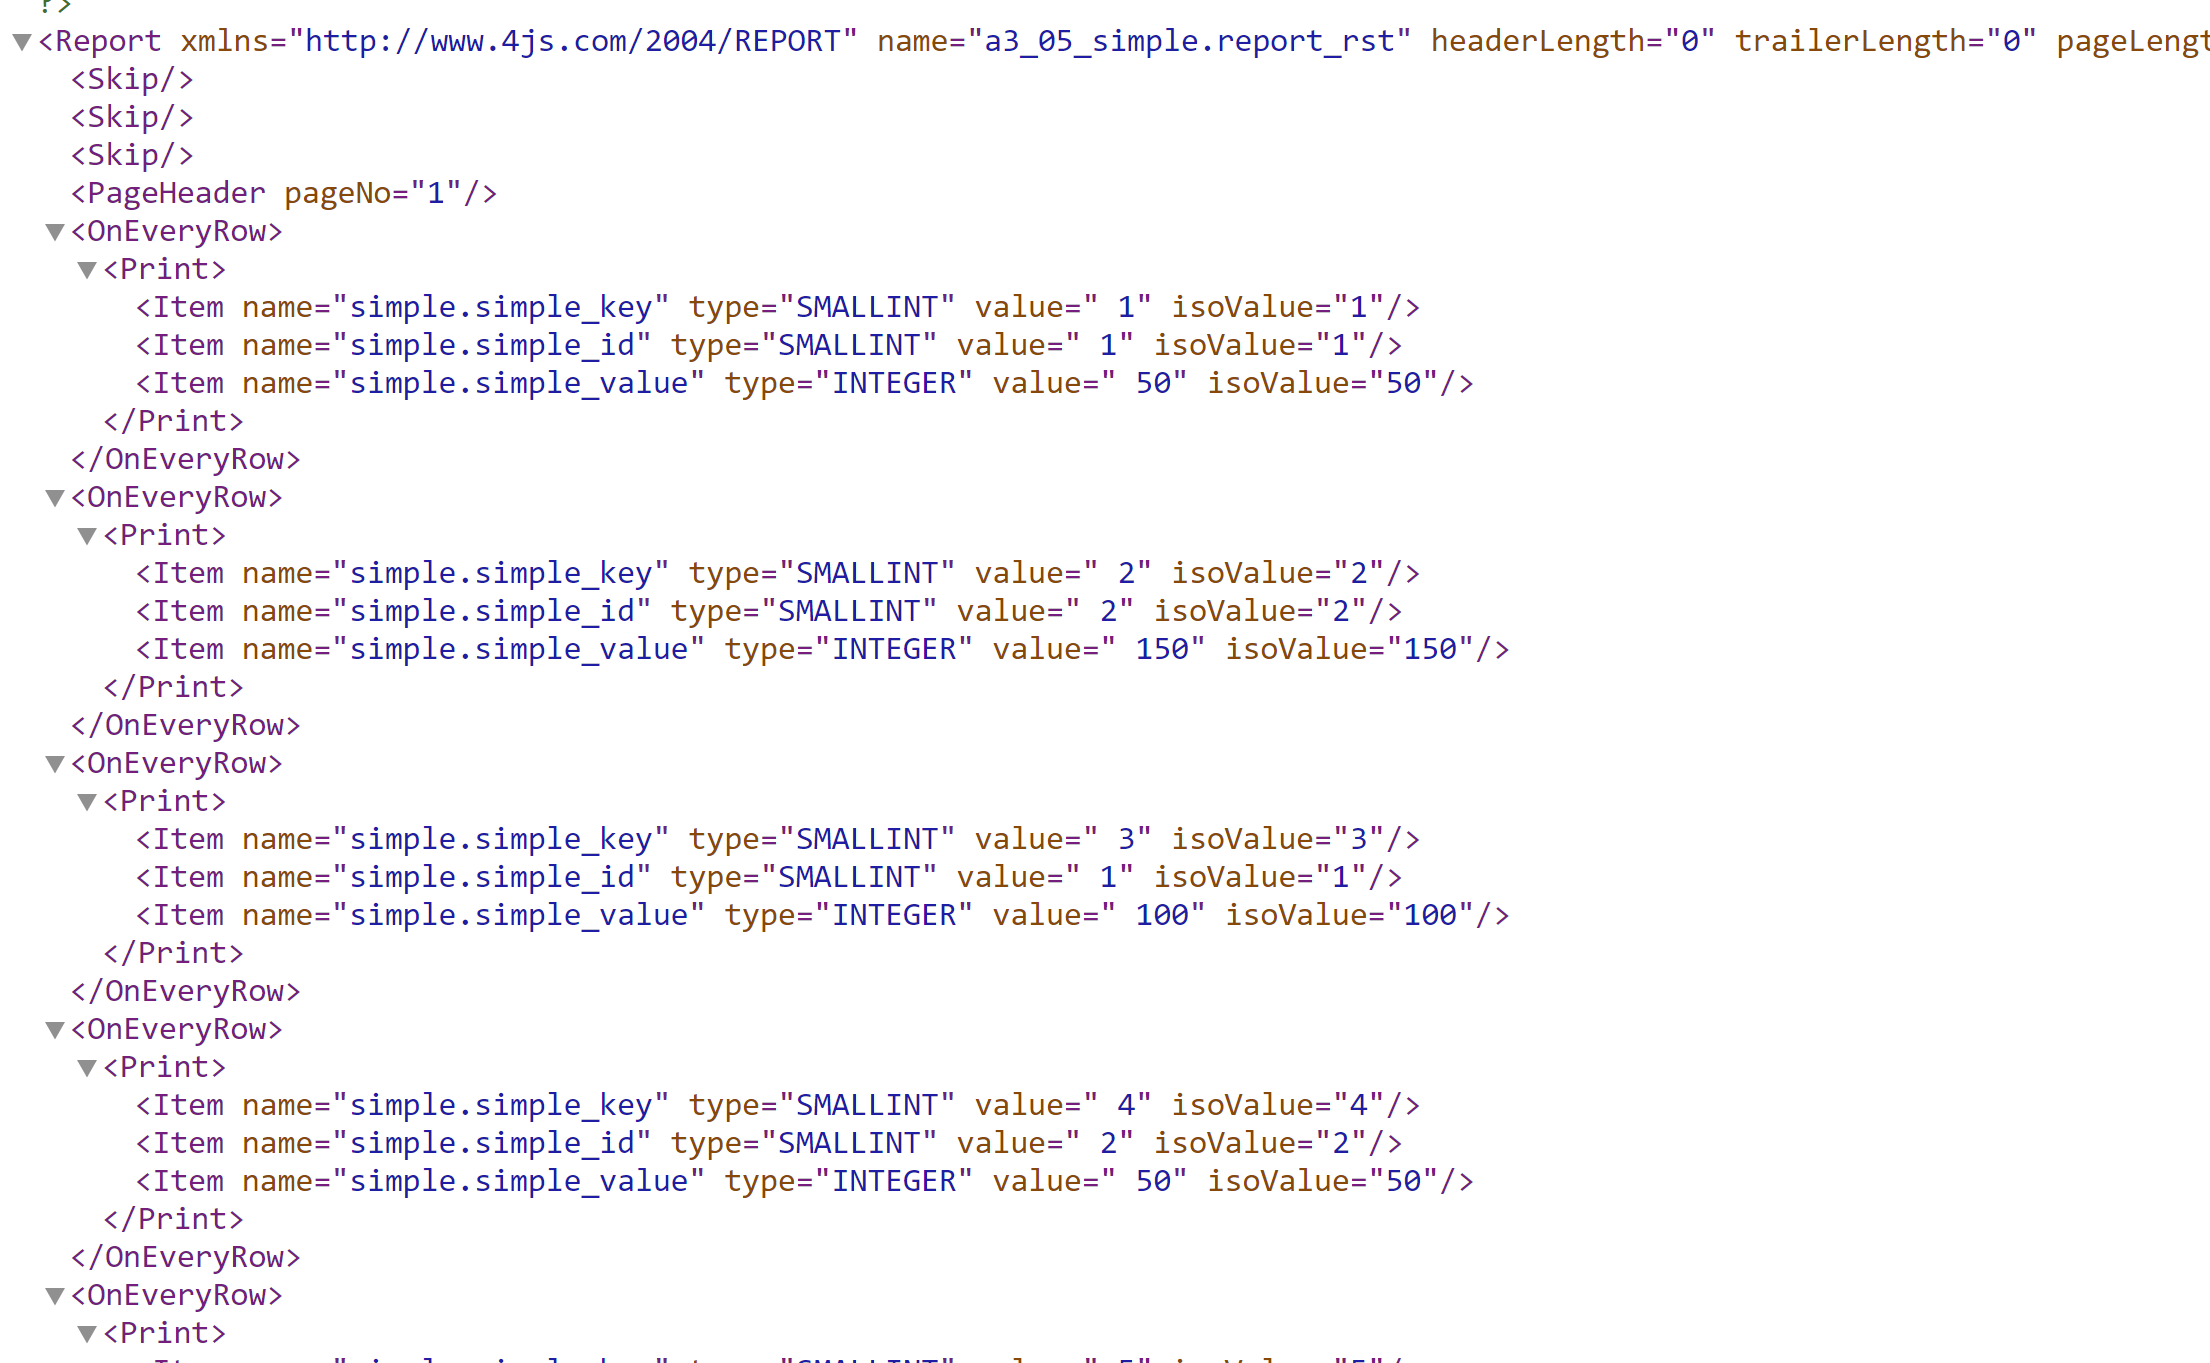 ?>
▼<Report xmlns="http://www.4js.com/2004/REPORT" name="a3_05_simple.report_rst" headerLength="0" trailerLength="0" pageLengt
<Skip/>
<Skip/>
<Skip/>
<PageHeader pageNo="1"/>
▼<OnEveryRow>
▼<Print>
<Item name="simple.simple_key" type="SMALLINT" value=" 1" isoValue="1"/>
<Item name="simple.simple_id" type="SMALLINT" value=" 1" isoValue="1"/>
<Item name="simple.simple_value" type="INTEGER" value=" 50" isoValue="50"/>
</Print>
</OnEveryRow>
▼<OnEveryRow>
▼<Print>
<Item name="simple.simple_key" type="SMALLINT" value=" 2" isoValue="2"/>
<Item name="simple.simple_id" type="SMALLINT" value=" 2" isoValue="2"/>
<Item name="simple.simple_value" type="INTEGER" value=" 150" isoValue="150"/>
</Print>
</OnEveryRow>
▼<OnEveryRow>
▼<Print>
<Item name="simple.simple_key" type="SMALLINT" value=" 3" isoValue="3"/>
<Item name="simple.simple_id" type="SMALLINT" value=" 1" isoValue="1"/>
<Item name="simple.simple_value" type="INTEGER" value=" 100" isoValue="100"/>
</Print>
</OnEveryRow>
▼<OnEveryRow>
▼<Print>
<Item name="simple.simple_key" type="SMALLINT" value=" 4" isoValue="4"/>
<Item name="simple.simple_id" type="SMALLINT" value=" 2" isoValue="2"/>
<Item name="simple.simple_value" type="INTEGER" value=" 50" isoValue="50"/>
</Print>
</OnEveryRow>
▼<OnEveryRow>
▼<Print>